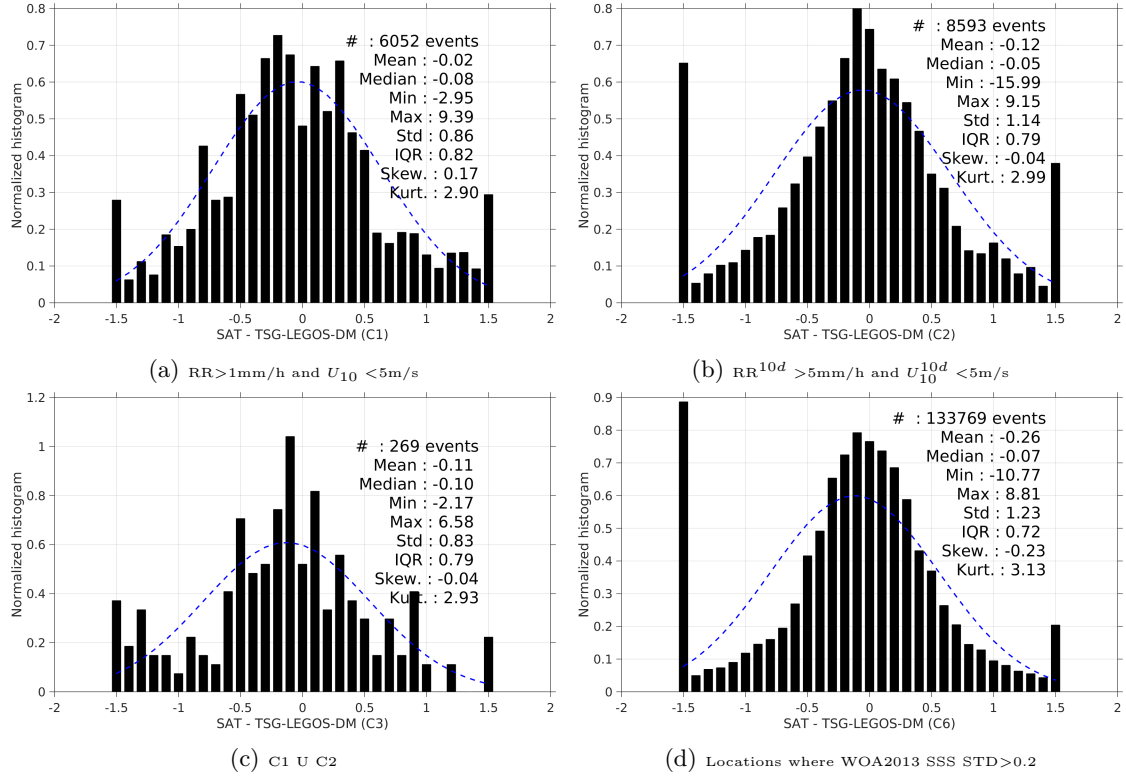 0.8
0.7
0.6
0.5
0.4
0.3
0.2
0.1
0
Normalized histogram
# : 6052 events
Mean : -0.02
Median : -0.08
Min : -2.95
Max : 9.39
Std : 0.86
IQR : 0.82
Skew. : 0.17
Kurt. : 2.90
-2 -1.5 -1 -0.5 0 0.5 1 1.5 2
SAT - TSG-LEGOS-DM (C1)
(a) RR>1mm/h and U10 <5m/s
0.8
0.7
0.6
0.5
0.4
0.3
0.2
0.1
0
Normalized histogram
# : 8593 events
Mean : -0.12
Median : -0.05
Min : -15.99
Max : 9.15
Std : 1.14
IQR : 0.79
Skew. : -0.04
Kurt. : 2.99
-2 -1.5 -1 -0.5 0 0.5 1 1.5 2
SAT - TSG-LEGOS-DM (C2)
(b) RR10d >5mm/h and U10d10 <5m/s
1.2
1
0.8
0.6
0.4
0.2
0
Normalized histogram
# : 269 events
Mean : -0.11
Median : -0.10
Min : -2.17
Max : 6.58
Std : 0.83
IQR : 0.79
Skew. : -0.04
Kurt. : 2.93
-2 -1.5 -1 -0.5 0 0.5 1 1.5 2
SAT - TSG-LEGOS-DM (C3)
(c) C1 U C2
0.9
0.8
0.7
0.6
0.5
0.4
0.3
0.2
0.1
0
Normalized histogram
# : 133769 events
Mean : -0.26
Median : -0.07
Min : -10.77
Max : 8.81
Std : 1.23
IQR : 0.72
Skew. : -0.23
Kurt. : 3.13
-2 -1.5 -1 -0.5 0 0.5 1 1.5 2
SAT - TSG-LEGOS-DM (C6)
(d) Locations where WOA2013 SSS STD>0.2